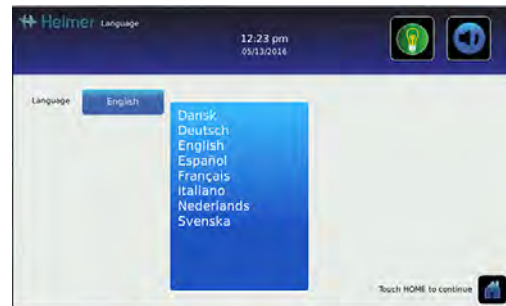 Helmer Language
12:23 pm
05/13/2016
Language English
Dansk
Deutsch
English
Español
Français
Italiano
Nederlands
Svenska
Touch HOME to continue